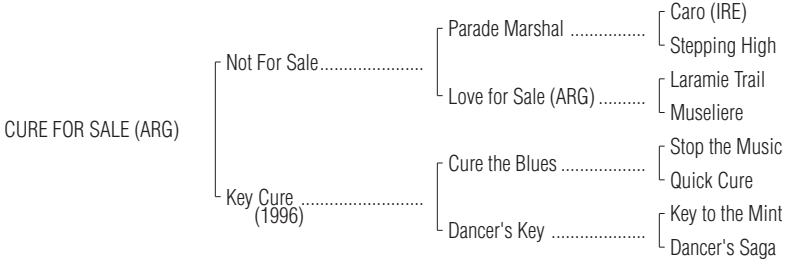 Caro (IRE)
Parade Marshal ................
Stepping High
Not For Sale......................
Laramie Trail
Love for Sale (ARG) ..........
Museliere
CURE FOR SALE (ARG)
Stop the Music
Cure the Blues ..................
Quick Cure
Key Cure ..........................
(1996)
Key to the Mint
Dancer's Key ....................
Dancer's Saga